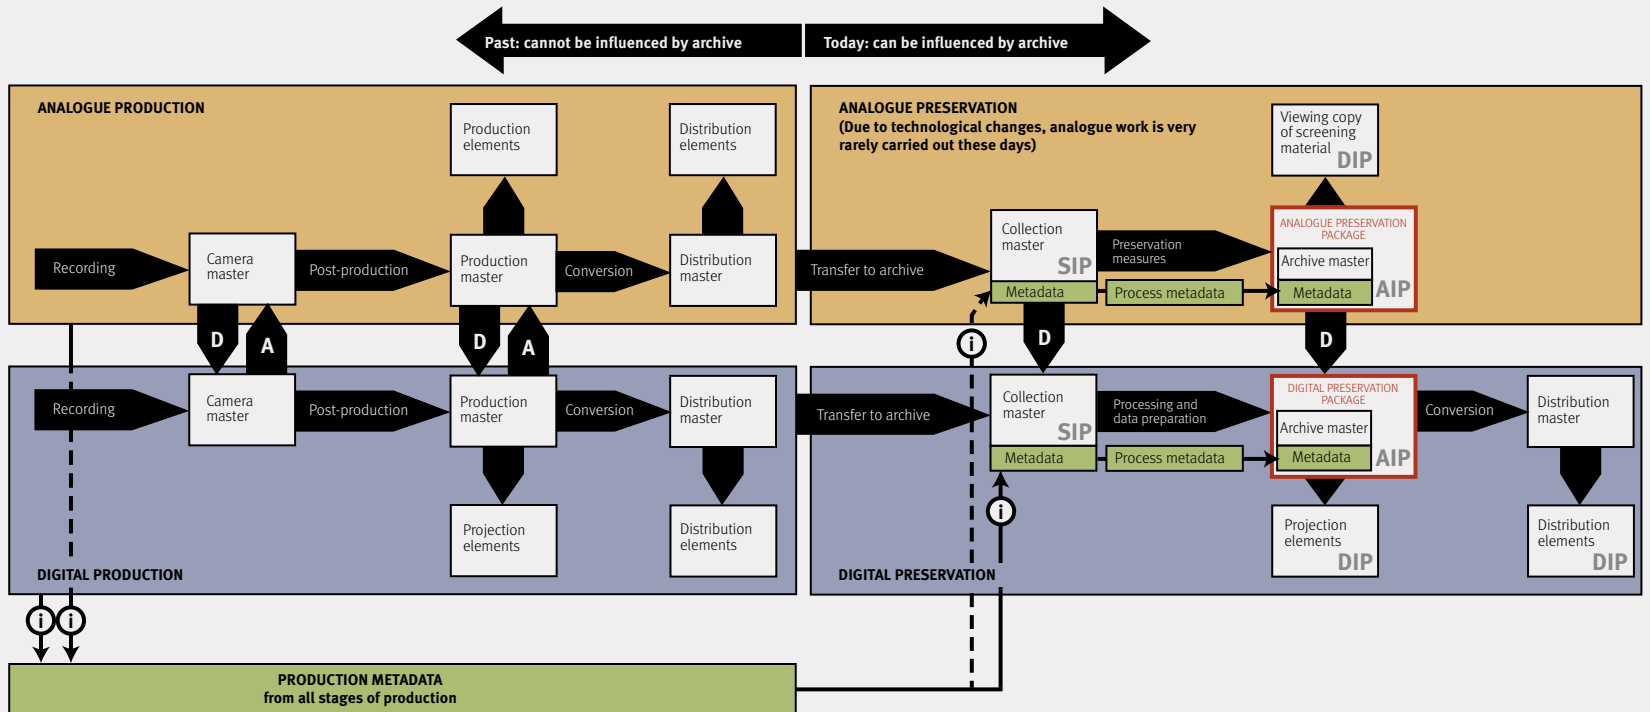 Past: cannot be influenced by archive
Today: can be influenced by archive
ANALOGUE PRODUCTION
Production
elements
Distribution
elements
Recording
Camera
master
Post-production
Production
master
Conversion
Distribution
master
D
A
D
A
ANALOGUE PRESERVATION
(Due to technological changes, analogue work is very
rarely carried out these days)
Viewing copy
of screening
material
DIP
Transfer to archive
Collection
master
SIP
Metadata
Preservation
measures
Process metadata
ANALOGUE PRESERVATION
PACKAGE
Archive master
Metadata
AIP
i
D
D
Recording
Camera
master
Post-production
Production
master
Conversion
Distribution
master
Projection
elements
Distribution
elements
DIGITAL PRODUCTION
Transfer to archive
Collection
master
SIP
Metadata
Processing and
data preparation
Process metadata
DIGITAL PRESERVATION
PACKAGE
Archive master
Metadata
AIP
Conversion
Distribution
master
i
Projection
elements
DIP
Distribution
elements
DIP
DIGITAL PRESERVATION
i
i
PRODUCTION METADATA
from all stages of production